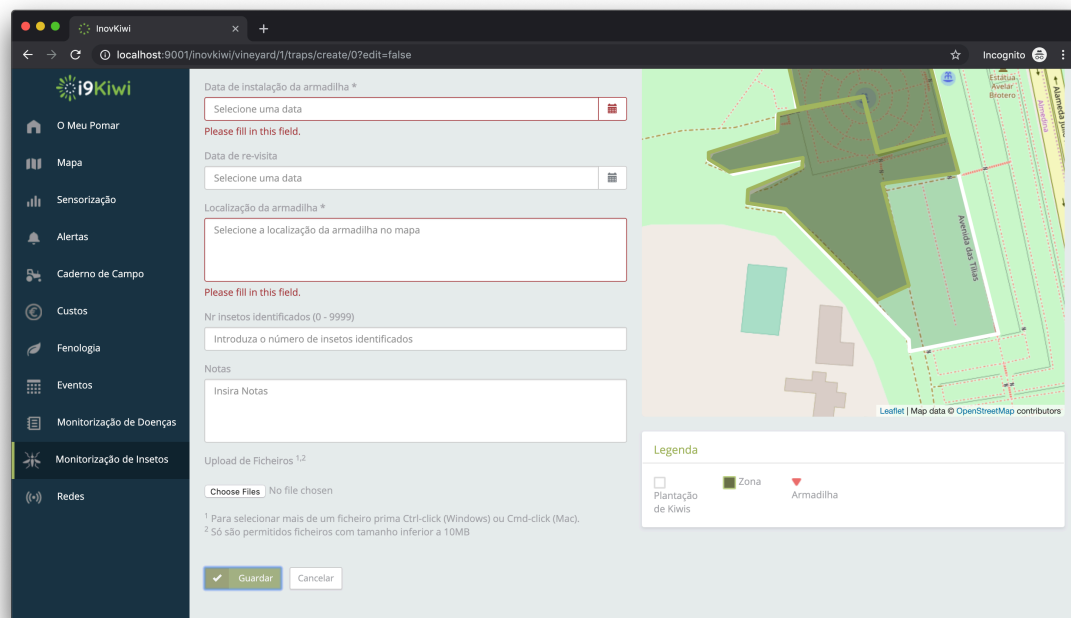 InovKiwi
localhost:9001/inovkiwi/vineyard/1/traps/create/0?edit=false
Incognito
i9Kiwi
O Meu Pomar
Mapa
Sensorização
Alertas
Caderno de Campo
Custos
Fenologia
Eventos
Monitorização de Doenças
Monitorização de Insetos
Redes
Data de instalação da armadilha *
Selecione uma data
Please fill in this field.
Data de re-visita
Selecione uma data
Localização da armadilha *
Selecione a localização da armadilha no mapa
Please fill in this field.
Nr insetos identificados (0 - 9999)
Introduza o número de insetos identificados
Notas
Insira Notas
Upload de Ficheiros 1,2
Choose Files No file chosen
1 Para selecionar mais de um ficheiro prima Ctrl-click (Windows) ou Cmd-click (Mac).
2 Só são permitidos ficheiros com tamanho inferior a 10MB
Guardar
Cancelar
Estátua
Avelar
Brotero
Almedina
Alameda
Avenida das Tílias
Leaflet | Map data © OpenStreetMap contributors
Legenda
Plantação
de Kiwis
Zona
Armadilha